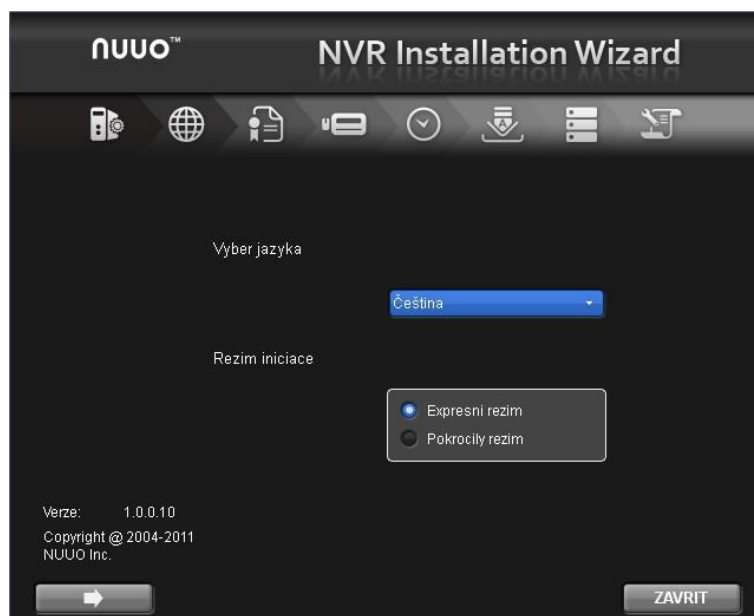 nuuo™
NVR Installation Wizard
Vyber jazyka
Čeština
Rezim iniciace
Expresni rezim
Pokrocily rezim
Verze: 1.0.0.10
Copyright @ 2004-2011
NUUO Inc.
ZAVRIT